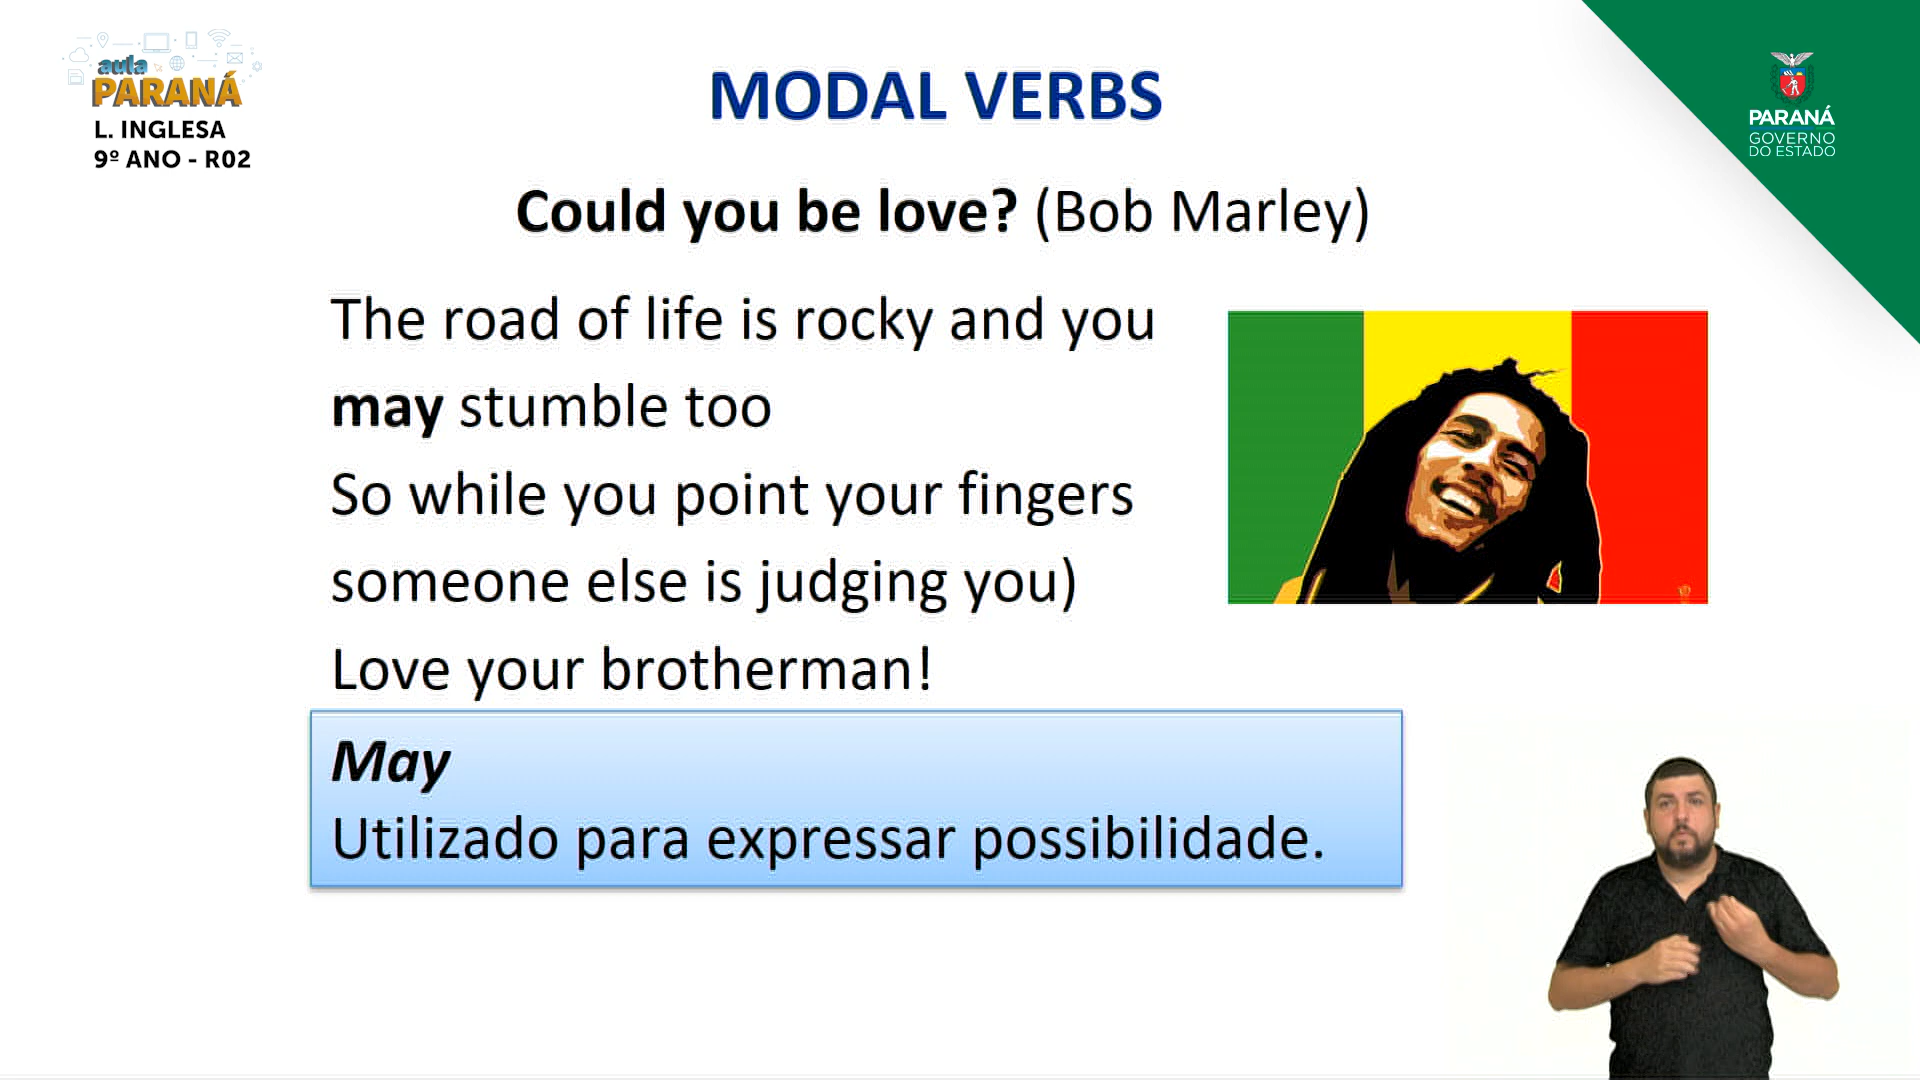 aula
PARANÁ
L. INGLESA
9º ANO - R02
MODAL VERBS
PARANÁ
GOVERNO
DO ESTADO
Could you be love? (Bob Marley)
The road of life is rocky and you
may stumble too
So while you point your fingers
someone else is judging you)
Love your brotherman!
May
Utilizado para expressar possibilidade.